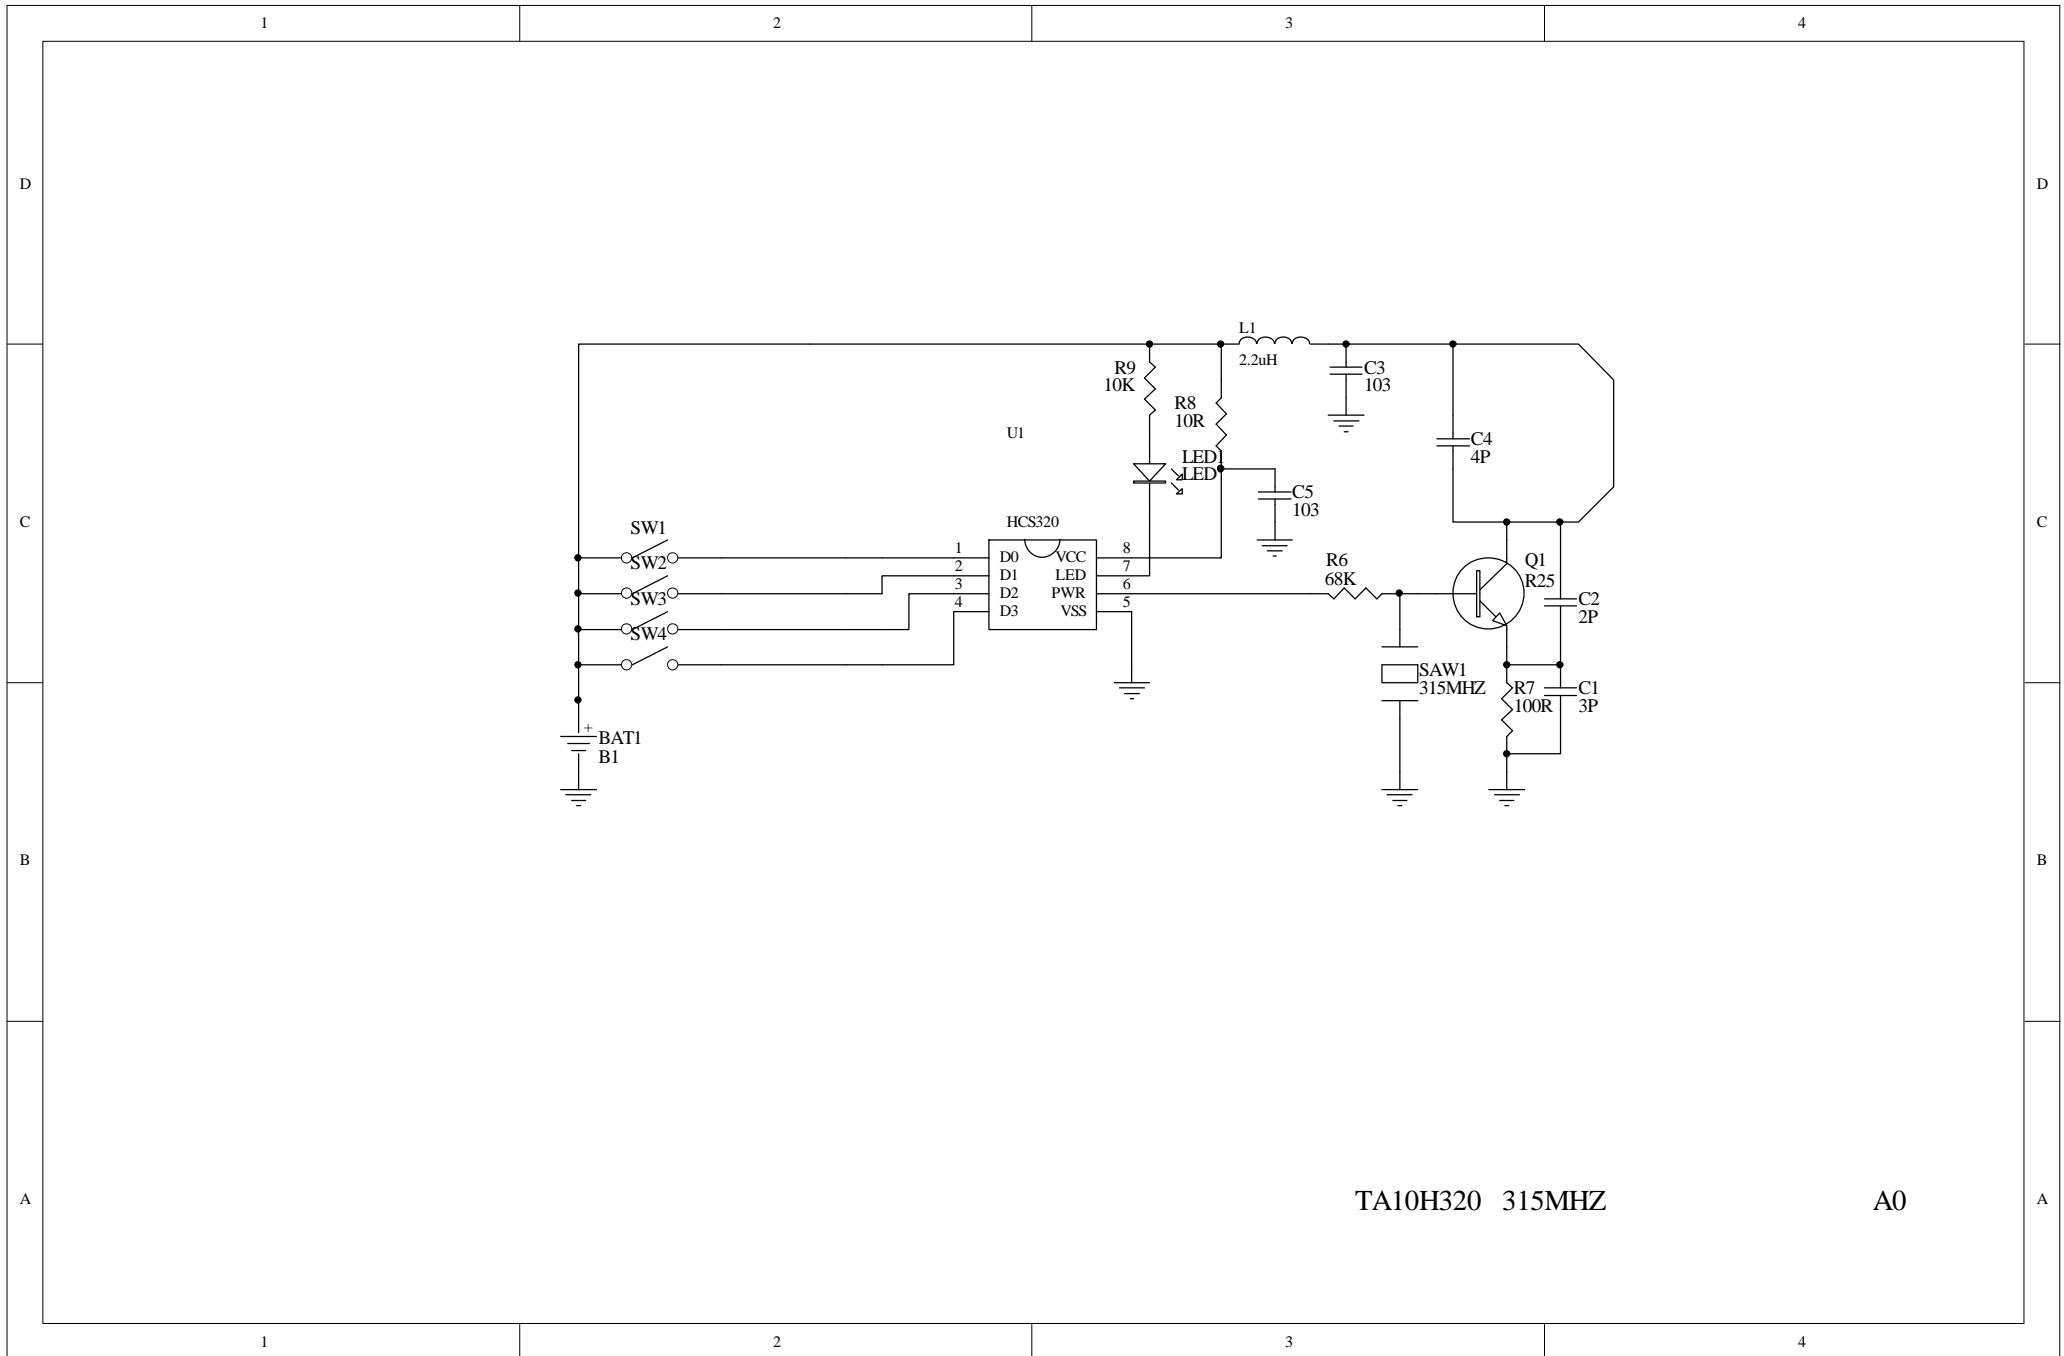 1 2 3 4
D D
L1
2.2uH
R9
10K
C3
103
R8
10R
U1
C4
4P
LED1
LED
C5
103
C C
HCS320
SW1
SW2
SW3
SW4
1 D0 VCC 8
2 D1 LED 7
3 D2 PWR 6
4 D3 VSS 5
R6
68K
Q1
R25
C2
2P
SAW1
315MHZ
R7
100R
C1
3P
+
BAT1
B1
B B
TA10H320 315MHZ A0
A A
1 2 3 4